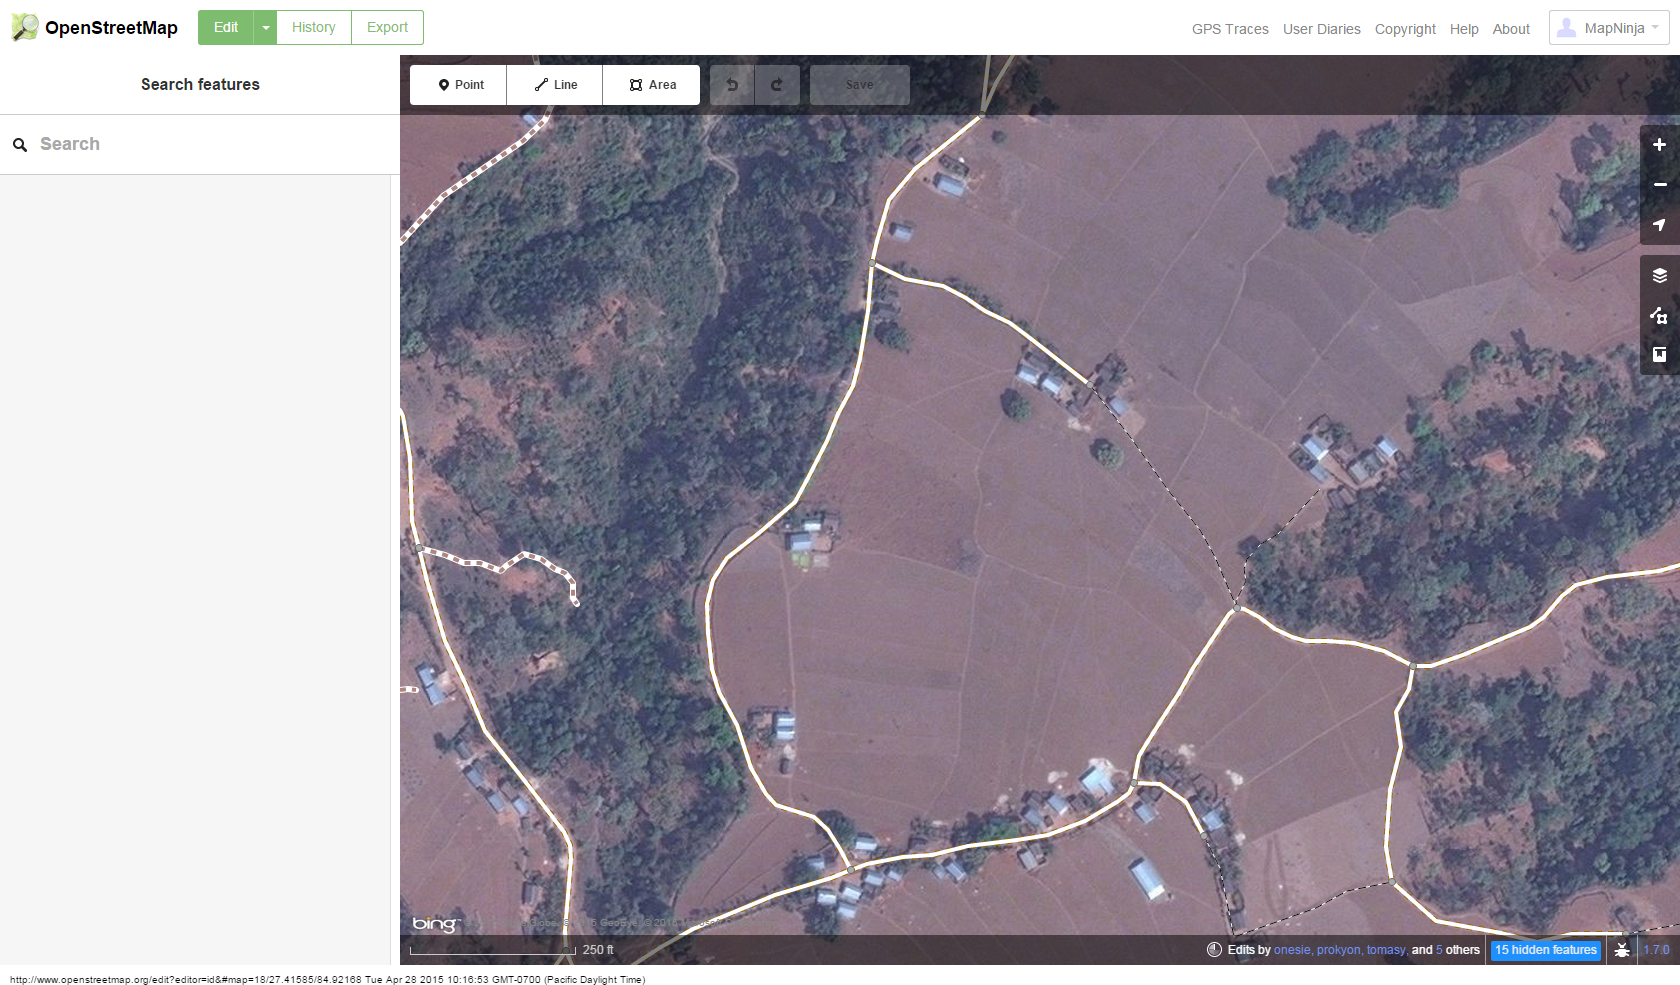 OpenStreetMap
Edit
History
Export
GPS Traces
User Diaries
Copyright
Help
About
MapNinja
Search features
Search
Point
Line
Area
Save
bing
250 ft
Edits by onesie, prokyon, tomasy, and 5 others
15 hidden features
1.7.0
http://www.openstreetmap.org/edit?editor=id&#map=18/27.41585/84.92168 Tue Apr 28 2015 10:16:53 GMT-0700 (Pacific Daylight Time)